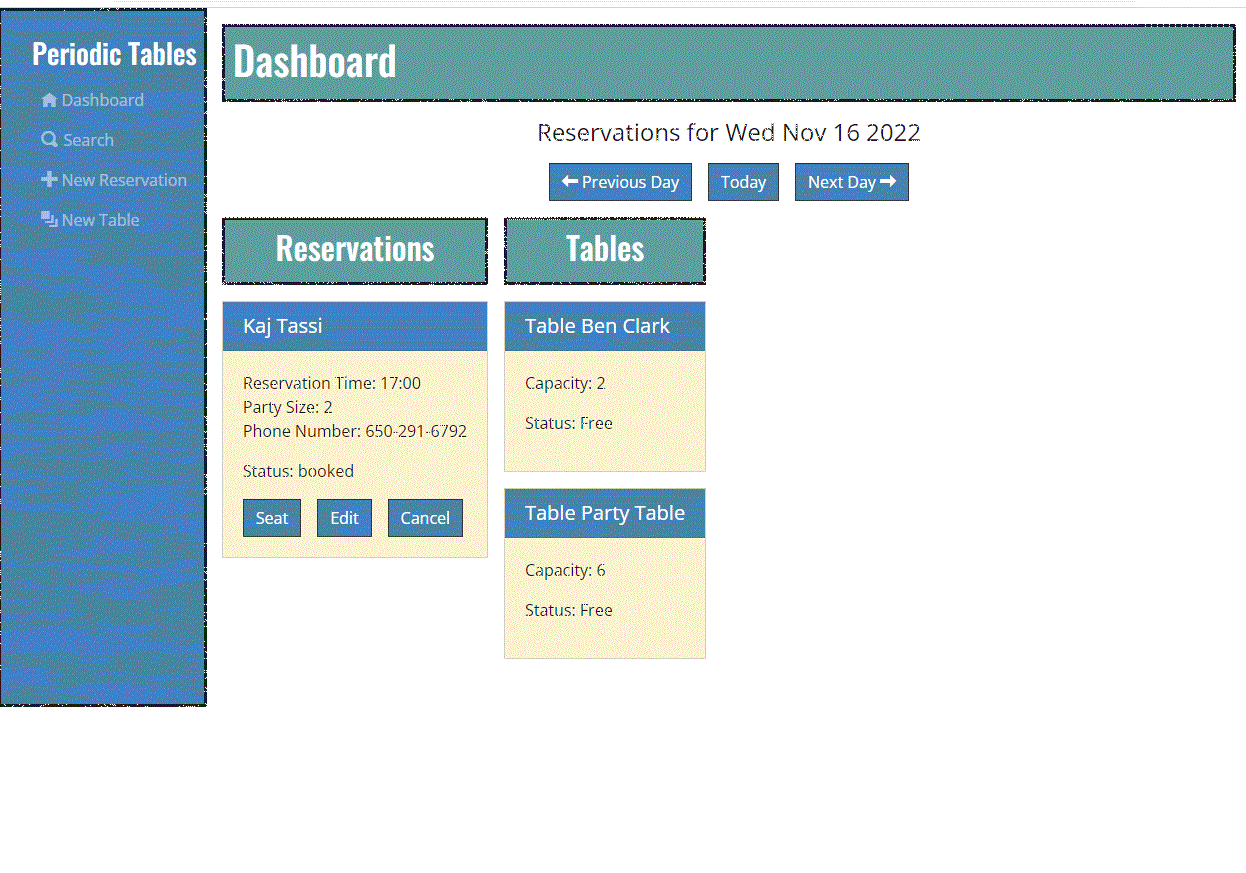 Periodic Tables
Dashboard
Search
New Reservation
New Table
Dashboard
Reservations for Wed Nov 16 2022
Previous Day Today Next Day
Reservations
Kaj Tassi
Reservation Time: 17:00
Party Size: 2
Phone Number: 650-291-6792
Status: booked
Seat Edit Cancel
Tables
Table Ben Clark
Capacity: 2
Status: Free
Table Party Table
Capacity: 6
Status: Free